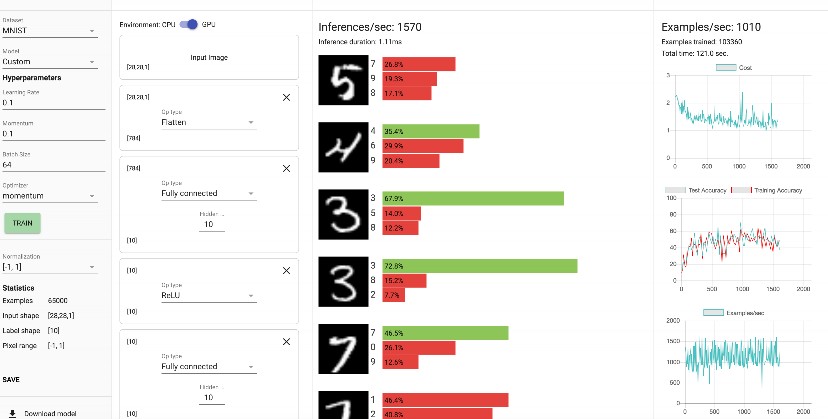 Dataset
MNIST
Model
Custom
Hyperparameters
Learning Rate
0.1
Momentum
0.1
Batch Size
64
Optimizer
momentum
TRAIN
Normalization
[-1, 1]
Statistics
Examples 65000
Input shape [28,28,1]
Label shape [10]
Pixel range [-1, 1]
SAVE
Download model
Environment: CPU GPU
Input Image
[28,28,1]
[28,28,1]
Op type
Flatten
[784]
[784]
Op type
Fully connected
Hidden ...
10
[10]
[10]
Op type
ReLU
[10]
[10]
Op type
Fully connected
Hidden
10
Inferences/sec: 1570
Inference duration: 1.11ms
5
7 26.8%
9 19.3%
8 17.1%
4
4 35.4%
6 29.9%
9 20.4%
3
3 67.9%
5 14.0%
8 12.2%
3
3 72.8%
8 15.2%
2 7.7%
7
7 46.5%
0 26.1%
9 12.6%
1 46.4%
2 40.8%
Examples/sec: 1010
Examples trained: 103360
Total time: 121.0 sec.
Cost
3
2
1
0
0 500 1000 1500 2000
Test Accuracy Training Accuracy
100
80
60
40
20
0
0 500 1000 1500 2000
Examples/sec
2000
1500
1000
500
0
0 500 1000 1500 2000